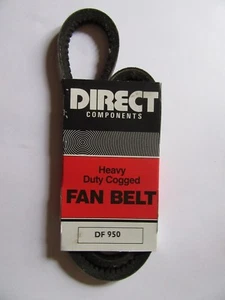 DIRECT
COMPONENTS
Heavy
Duty Cogged
FAN BELT
DF 950